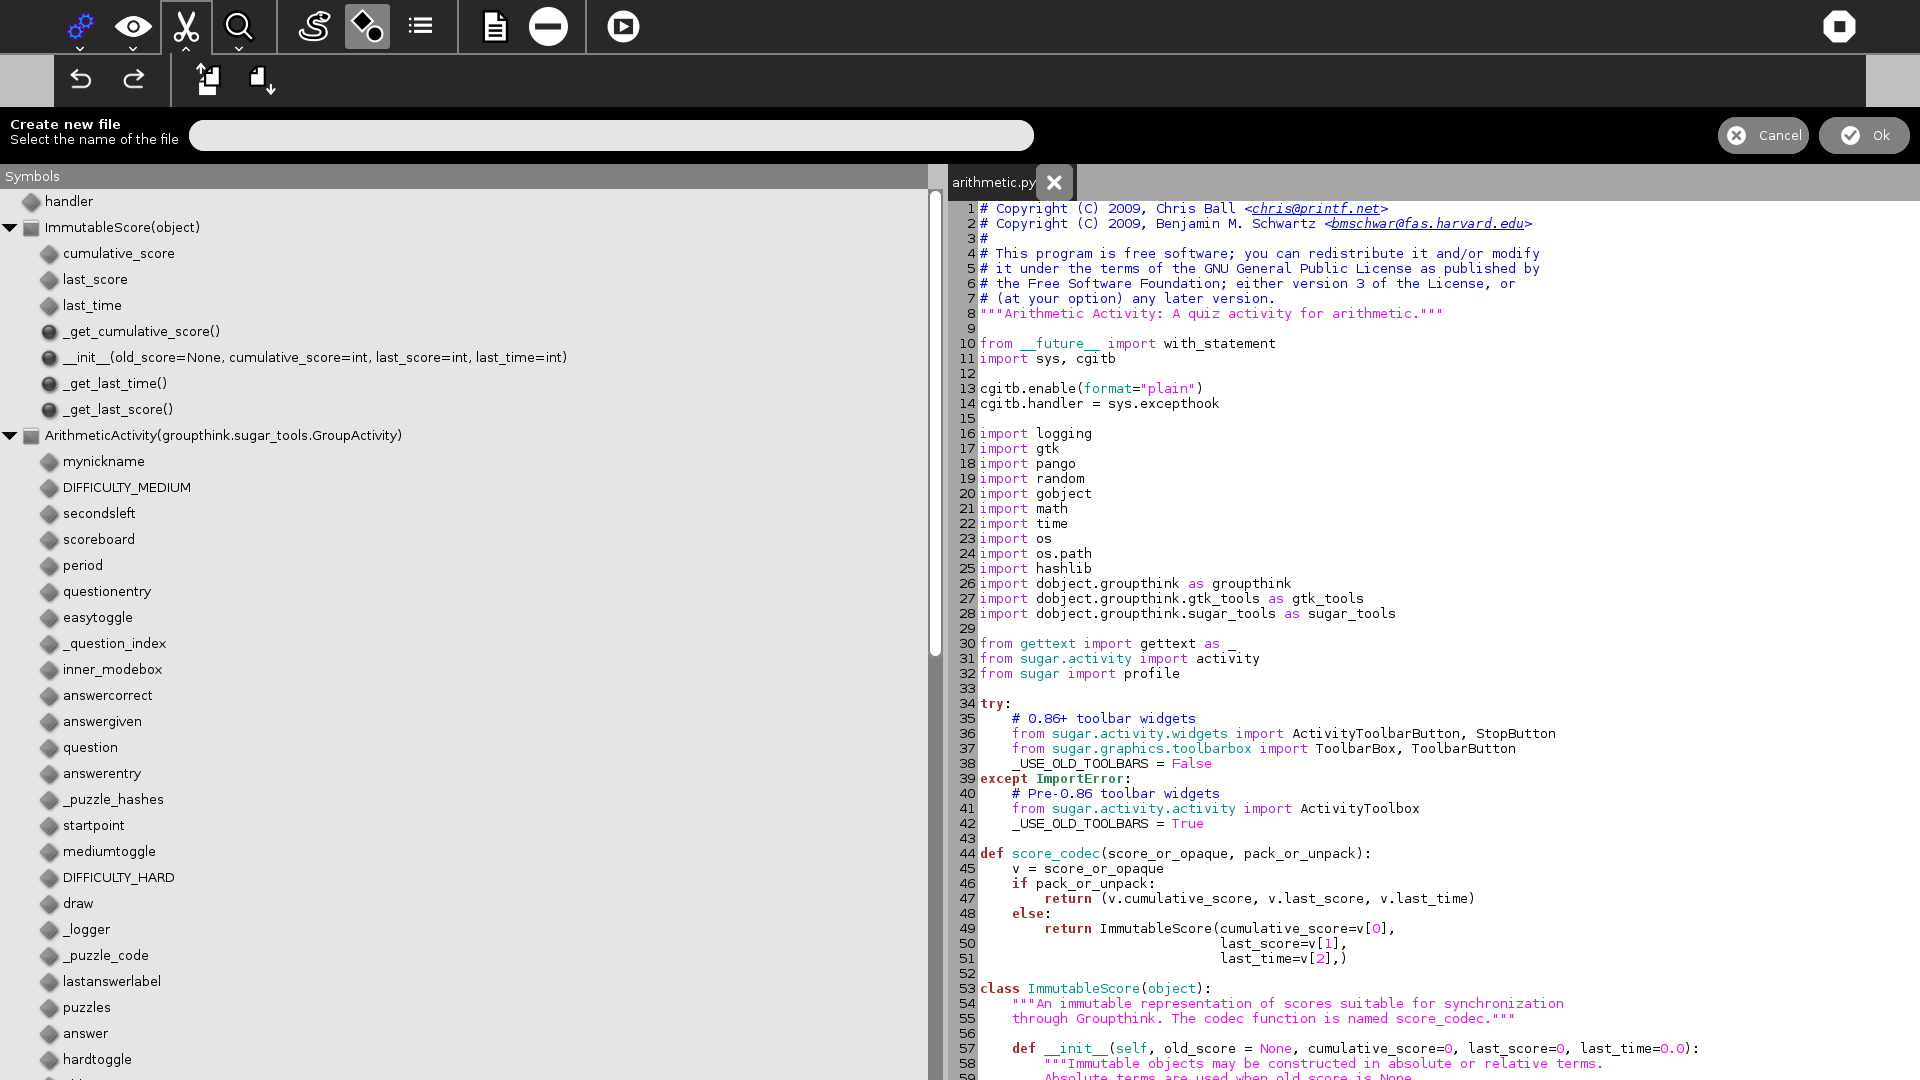 Create new file
Select the name of the file
Cancel
Ok
Symbols
handler
ImmutableScore(object)
cumulative_score
last_score
last_time
_get_cumulative_score()
__init__(old_score=None, cumulative_score=int, last_score=int, last_time=int)
_get_last_time()
_get_last_score()
ArithmeticActivity(groupthink.sugar_tools.GroupActivity)
mynickname
DIFFICULTY_MEDIUM
secondsleft
scoreboard
period
questionentry
easytoggle
_question_index
inner_modebox
answercorrect
answergiven
question
answerentry
_puzzle_hashes
startpoint
mediumtoggle
DIFFICULTY_HARD
draw
_logger
_puzzle_code
lastanswerlabel
puzzles
answer
hardtoggle
arithmetic.py
1 # Copyright (C) 2009, Chris Ball <chris@printf.net>
2 # Copyright (C) 2009, Benjamin M. Schwartz <bmschwar@fas.harvard.edu>
3 #
4 # This program is free software; you can redistribute it and/or modify
5 # it under the terms of the GNU General Public License as published by
6 # the Free Software Foundation; either version 3 of the License, or
7 # (at your option) any later version.
8 """Arithmetic Activity: A quiz activity for arithmetic."""
9
10 from __future__ import with_statement
11 import sys, cgitb
12
13 cgitb.enable(format="plain")
14 cgitb.handler = sys.excepthook
15
16 import logging
17 import gtk
18 import pango
19 import random
20 import gobject
21 import math
22 import time
23 import os
24 import os.path
25 import hashlib
26 import dobject.groupthink as groupthink
27 import dobject.groupthink.gtk_tools as gtk_tools
28 import dobject.groupthink.sugar_tools as sugar_tools
29
30 from gettext import gettext as _
31 from sugar.activity import activity
32 from sugar import profile
33
34 try:
35     # 0.86+ toolbar widgets
36     from sugar.activity.widgets import ActivityToolbarButton, StopButton
37     from sugar.graphics.toolbarbox import ToolbarBox, ToolbarButton
38     _USE_OLD_TOOLBARS = False
39 except ImportError:
40     # Pre-0.86 toolbar widgets
41     from sugar.activity.activity import ActivityToolbox
42     _USE_OLD_TOOLBARS = True
43
44 def score_codec(score_or_opaque, pack_or_unpack):
45     v = score_or_opaque
46     if pack_or_unpack:
47         return (v.cumulative_score, v.last_score, v.last_time)
48     else:
49         return ImmutableScore(cumulative_score=v[0],
50                               last_score=v[1],
51                               last_time=v[2],)
52
53 class ImmutableScore(object):
54     """An immutable representation of scores suitable for synchronization
55     through Groupthink. The codec function is named score_codec."""
56
57     def __init__(self, old_score = None, cumulative_score=0, last_score=0, last_time=0.0):
58         """Immutable objects may be constructed in absolute or relative terms.
59         Absolute terms are used when old_score is None.